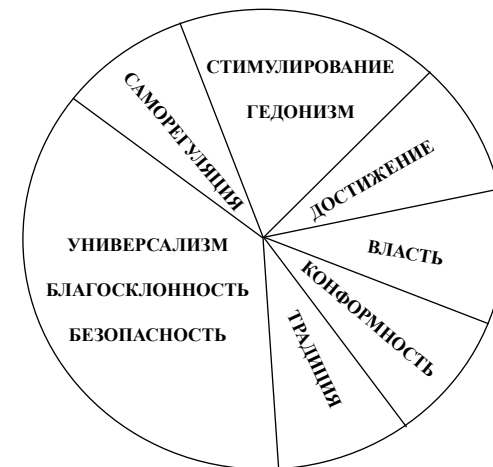 СТИМУЛИРОВАНИЕ
ГЕДОНИЗМ
САМОРЕГУЛЯЦИЯ
ДОСТИЖЕНИЕ
ВЛАСТЬ
КОНФОРМНОСТЬ
ТРАДИЦИЯ
УНИВЕРСАЛИЗМ
БЛАГОСКЛОННОСТЬ
БЕЗОПАСНОСТЬ